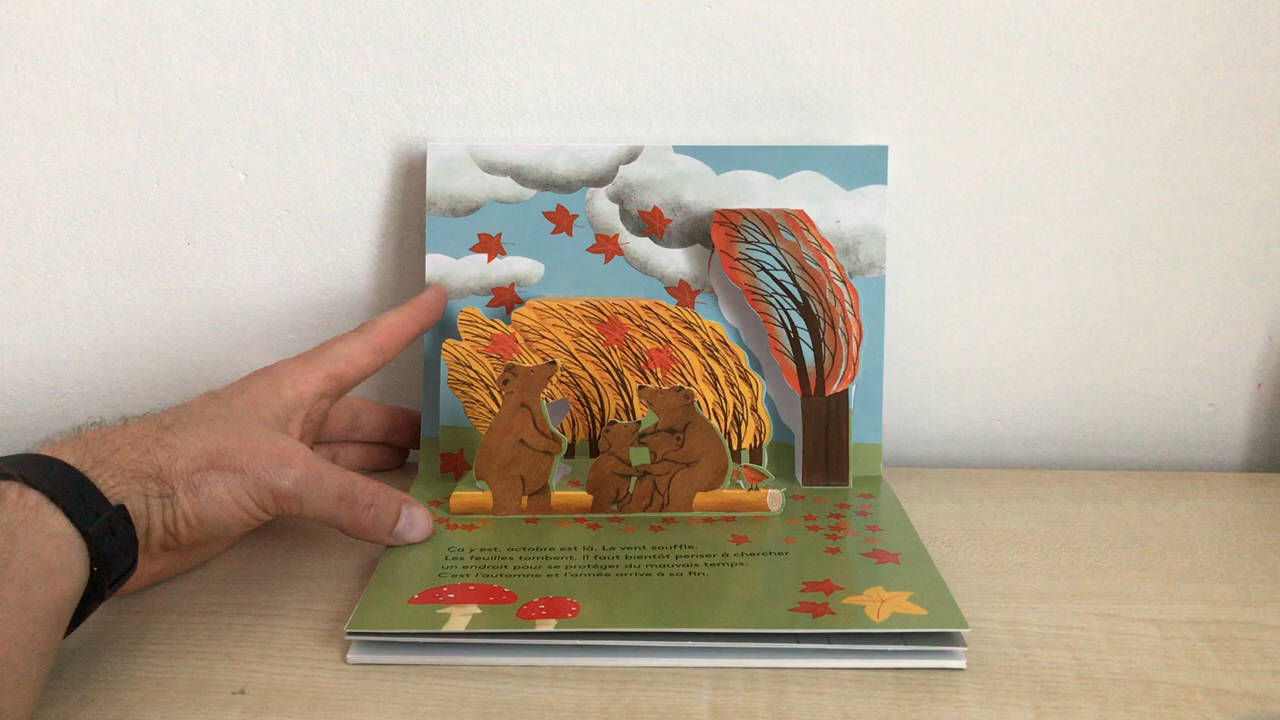 Ça y est, octobre est là. Le vent souffle.
Les feuilles tombent. Il faut bientôt penser à chercher
un endroit pour se protéger du mauvais temps.
C'est l'automne et l'année arrive à sa fin.